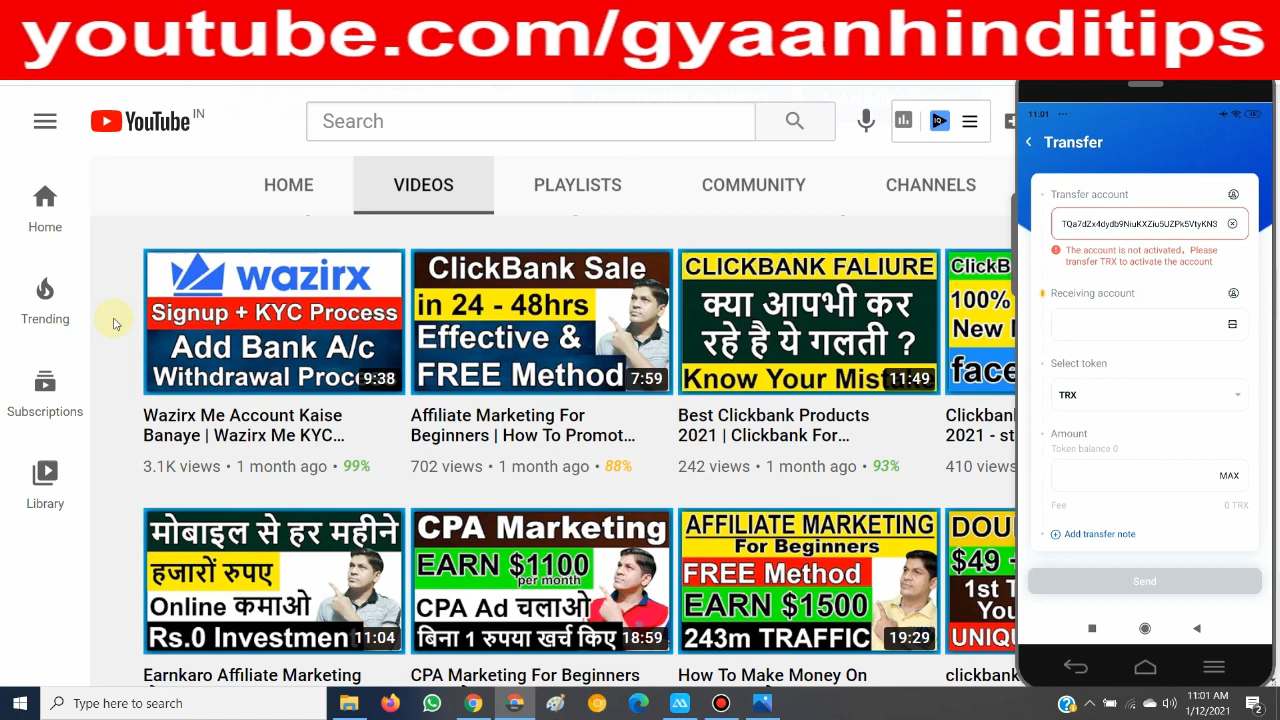 youtube.com/gyaanhinditips
YouTube IN
Search
HOME
VIDEOS
PLAYLISTS
COMMUNITY
CHANNELS
Home
Trending
Subscriptions
Library
wazirx
Signup + KYC Process
Add Bank A/c
Withdrawal Proc
9:38
Wazirx Me Account Kaise
Banaye | Wazirx Me KYC...
3.1K views • 1 month ago • 99%
ClickBank Sale
in 24 - 48hrs
Effective &
FREE Method
7:59
Affiliate Marketing For
Beginners | How To Promot...
702 views • 1 month ago • 88%
CLICKBANK FALIURE
क्या आपभी कर
रहे है ये गलती ?
Know Your Mist
11:49
Best Clickbank Products
2021 | Clickbank For...
242 views • 1 month ago • 93%
ClickB
100%
New
face
Clickbank
2021 - st
410 views
मोबाइल से हर महीने
हजारों रुपए
Online कमाओ
Rs.0 Investment
11:04
Earnkaro Affiliate Marketing
CPA Marketing
EARN $1100
per month
CPA Ad चलाओ
बिना 1 रुपया खर्च किए
18:59
CPA Marketing For Beginners
AFFILIATE MARKETING
For Beginners
FREE Method
EARN $1500
243m TRAFFIC
19:29
How To Make Money On
DOU
$49 +
1st T
You
UNIQU
clickbank
11:01
Transfer
Transfer account
TQa7dZx4dydb9NiuKXZiu5UZPk5VtyKN3
The account is not activated, Please
transfer TRX to activate the account
Receiving account
Select token
TRX
Amount
Token balance 0
MAX
Fee
0 TRX
Add transfer note
Send
Type here to search
11:01 AM
1/12/2021
2